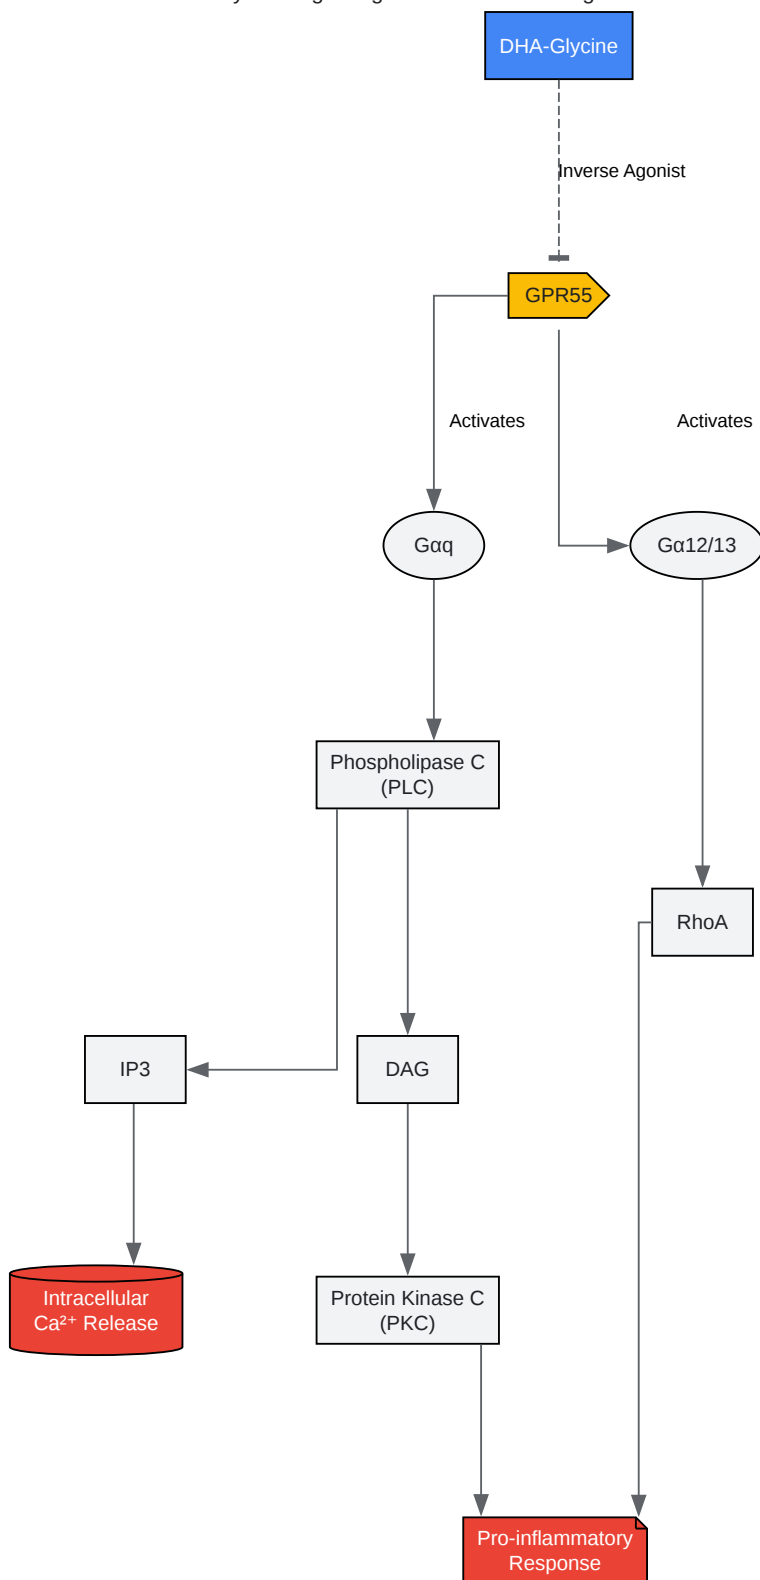 DHA-Glycine
Inverse Agonist
GPR55
Activates
Activates
Gαq
Gα12/13
Phospholipase C
(PLC)
RhoA
IP3
DAG
Intracellular
Ca²⁺ Release
Protein Kinase C
(PKC)
Pro-inflammatory
Response